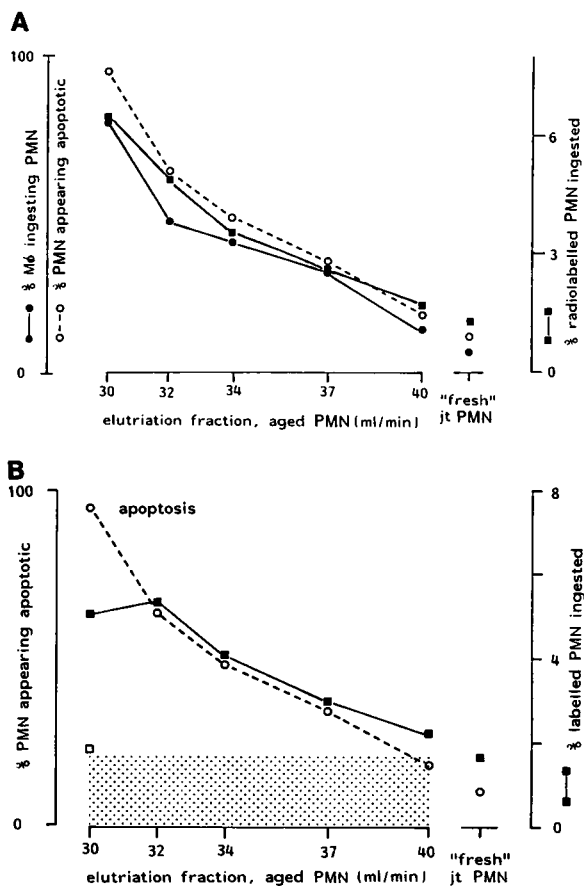 A
100
0
% Mϕ ingesting PMN
% PMN appearing apoptotic
6
3
0
% radiolabelled PMN ingested
30 32 34 37 40
"fresh"
jt PMN
elutriation fraction, aged PMN (ml/min)
B
100
0
% PMN appearing apoptotic
apoptosis
8
4
0
% labelled PMN ingested
30 32 34 37 40
"fresh"
jt PMN
elutriation fraction, aged PMN (ml/min)